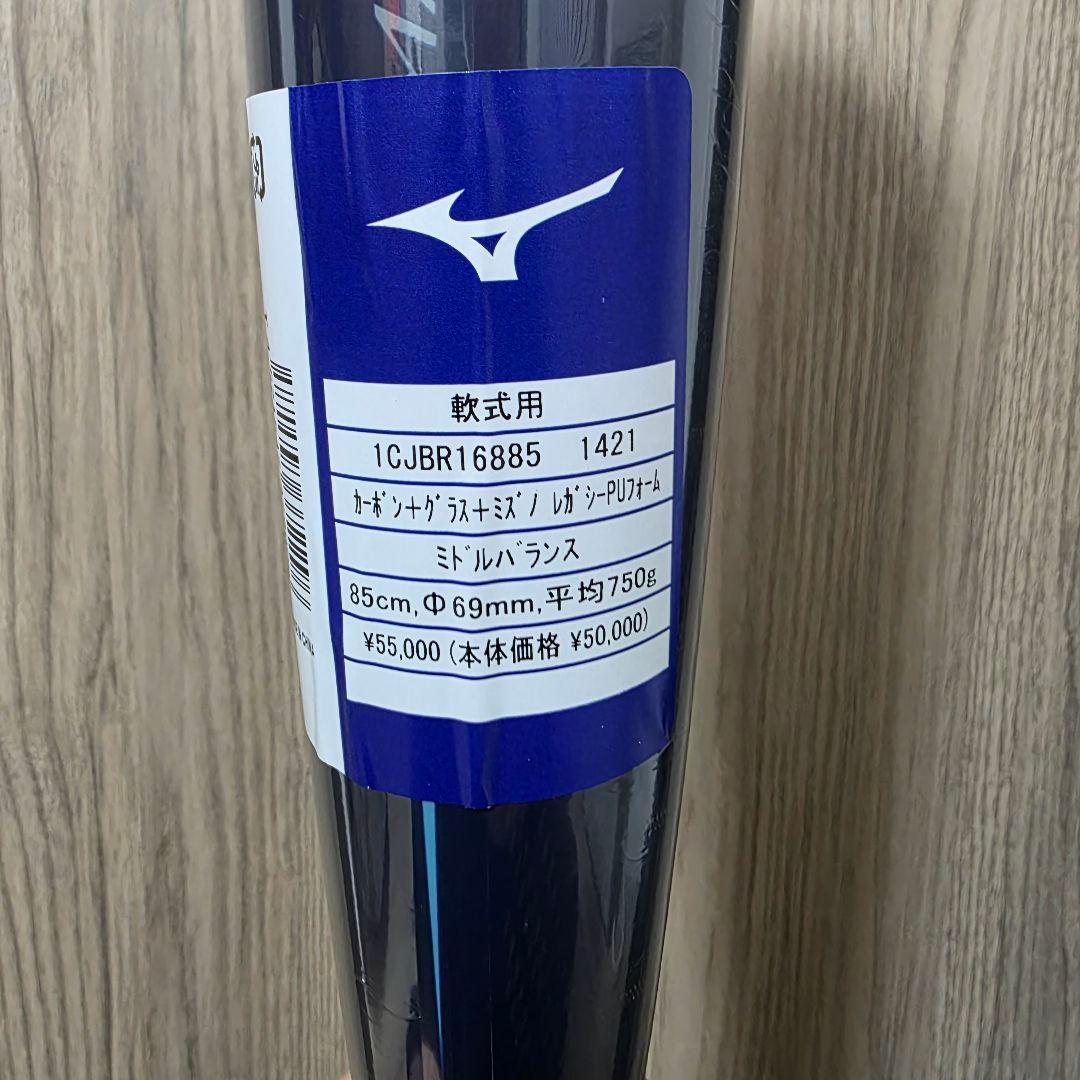 軟式用
1CJBR16885 1421
ｶｰﾎﾞﾝ+ｸﾞﾗｽ+ﾐｽﾞﾉ ﾚｶﾞｼｰPUﾌｫｰﾑ
ﾐﾄﾞﾙﾊﾞﾗﾝｽ
85cm,Φ69mm,平均750g
¥55,000 (本体価格 ¥50,000)
CHINA